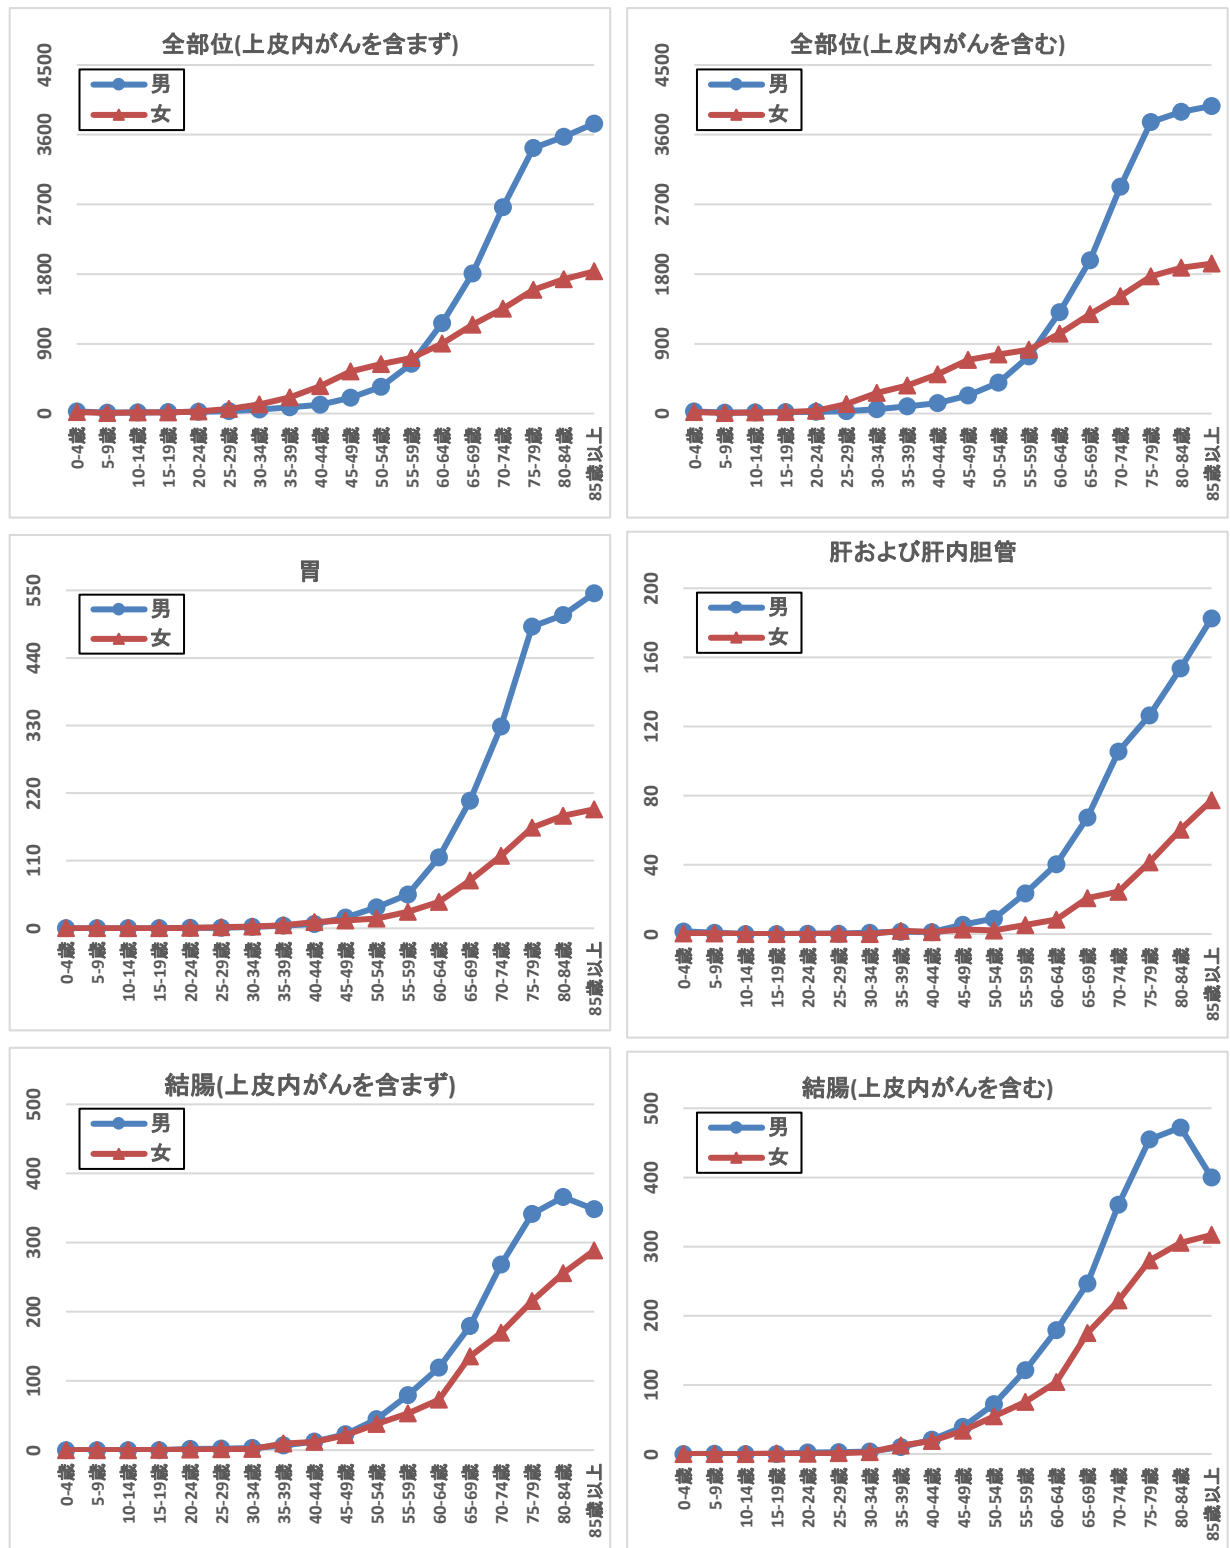 全部位(上皮内がんを含まず)
4500
3600
2700
1800
900
0
男
女
0-4歳
5-9歳
10-14歳
15-19歳
20-24歳
25-29歳
30-34歳
35-39歳
40-44歳
45-49歳
50-54歳
55-59歳
60-64歳
65-69歳
70-74歳
75-79歳
80-84歳
85歳以上
全部位(上皮内がんを含む)
4500
3600
2700
1800
900
0
男
女
0-4歳
5-9歳
10-14歳
15-19歳
20-24歳
25-29歳
30-34歳
35-39歳
40-44歳
45-49歳
50-54歳
55-59歳
60-64歳
65-69歳
70-74歳
75-79歳
80-84歳
85歳以上
胃
550
440
330
220
110
0
男
女
0-4歳
5-9歳
10-14歳
15-19歳
20-24歳
25-29歳
30-34歳
35-39歳
40-44歳
45-49歳
50-54歳
55-59歳
60-64歳
65-69歳
70-74歳
75-79歳
80-84歳
85歳以上
肝および肝内胆管
200
160
120
80
40
0
男
女
0-4歳
5-9歳
10-14歳
15-19歳
20-24歳
25-29歳
30-34歳
35-39歳
40-44歳
45-49歳
50-54歳
55-59歳
60-64歳
65-69歳
70-74歳
75-79歳
80-84歳
85歳以上
結腸(上皮内がんを含まず)
500
400
300
200
100
0
男
女
0-4歳
5-9歳
10-14歳
15-19歳
20-24歳
25-29歳
30-34歳
35-39歳
40-44歳
45-49歳
50-54歳
55-59歳
60-64歳
65-69歳
70-74歳
75-79歳
80-84歳
85歳以上
結腸(上皮内がんを含む)
500
400
300
200
100
0
男
女
0-4歳
5-9歳
10-14歳
15-19歳
20-24歳
25-29歳
30-34歳
35-39歳
40-44歳
45-49歳
50-54歳
55-59歳
60-64歳
65-69歳
70-74歳
75-79歳
80-84歳
85歳以上